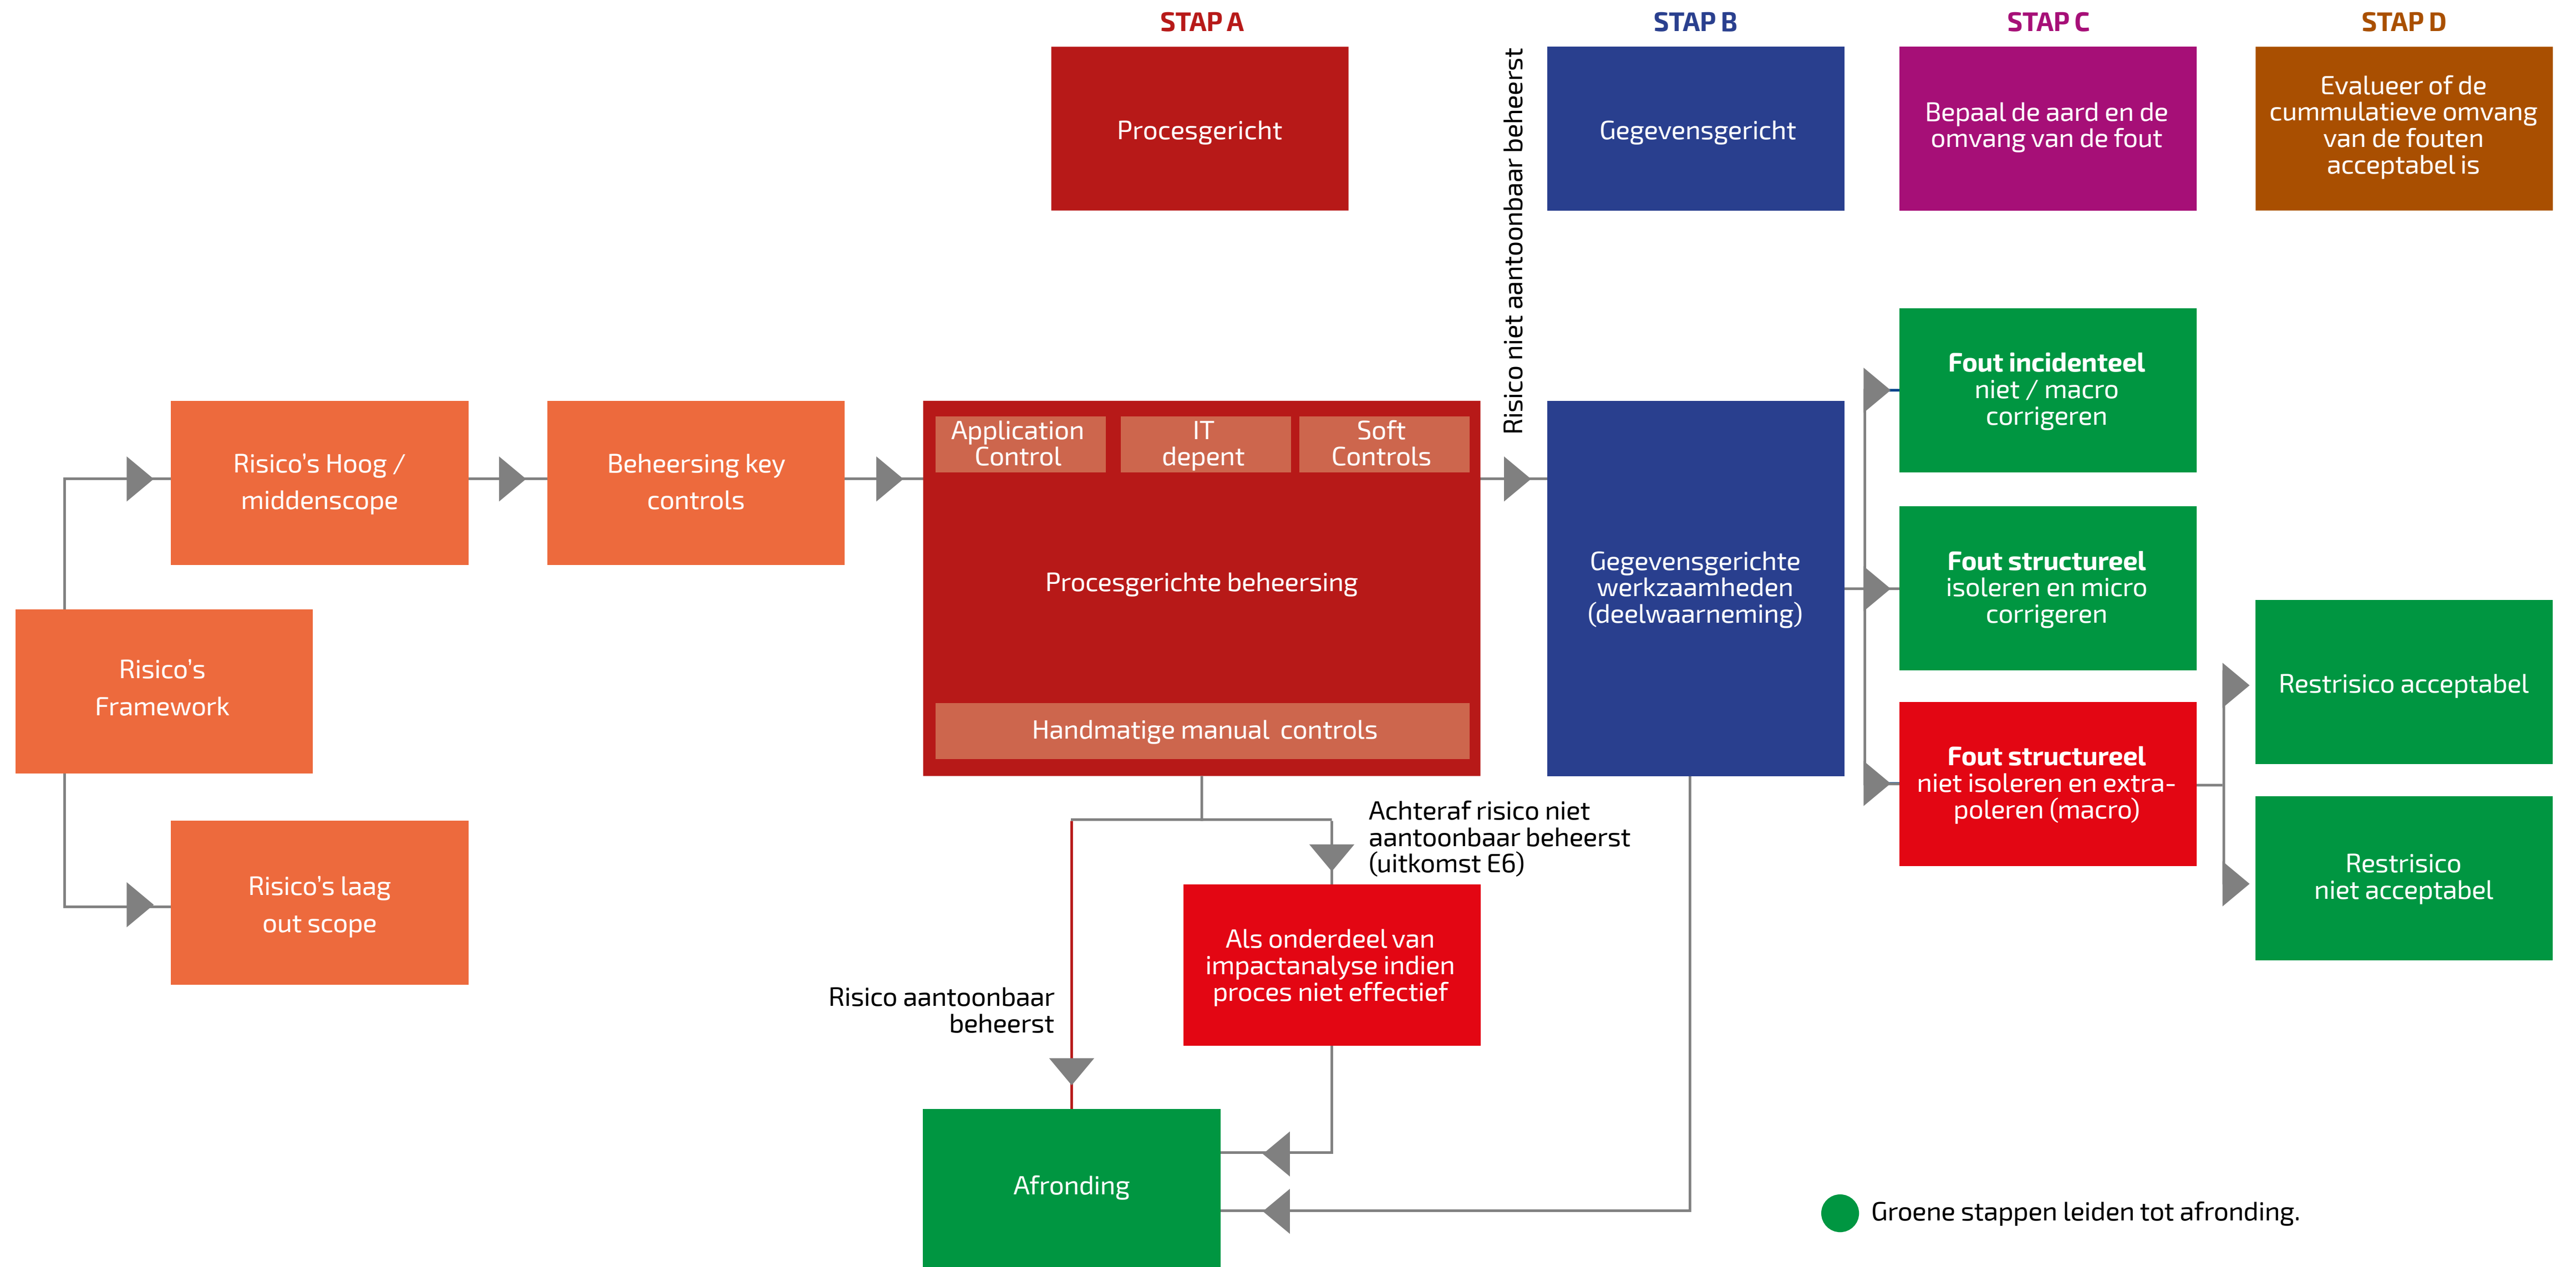 STAP A
Procesgericht
Risico niet aantoonbaar beheerst
STAP B
Gegevensgericht
STAP C
Bepaal de aard en de
omvang van de fout
STAP D
Evalueer of de
cummulatieve omvang
van de fouten
acceptabel is
Risico's
Framework
Risico's Hoog /
middenscope
Risico's laag
out scope
Beheersing key
controls
Application
Control
IT
depent
Soft
Controls
Procesgerichte beheersing
Handmatige manual controls
Risico aantoonbaar
beheerst
Achteraf risico niet
aantoonbaar beheerst
(uitkomst E6)
Als onderdeel van
impactanalyse indien
proces niet effectief
Afronding
Gegevensgerichte
werkzaamheden
(deelwaarneming)
Fout incidenteel
niet / macro
corrigeren
Fout structureel
isoleren en micro
corrigeren
Fout structureel
niet isoleren en extra-
poleren (macro)
Restrisico acceptabel
Restrisico
niet acceptabel
Groene stappen leiden tot afronding.